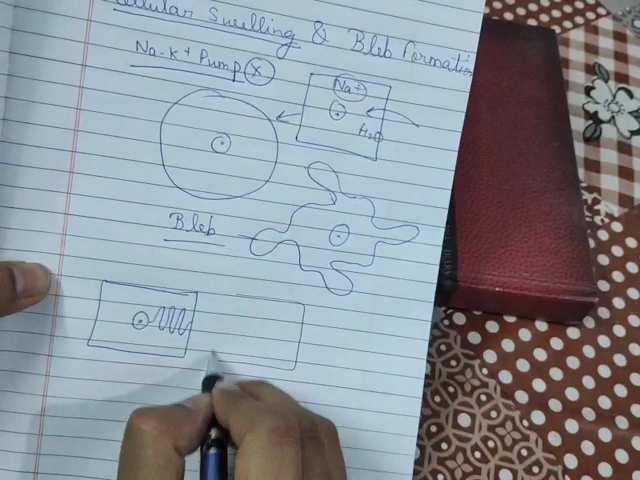 Cellular Swelling & Bleb Formation
Na-K+ Pump X
Na+
H2O
Bleb